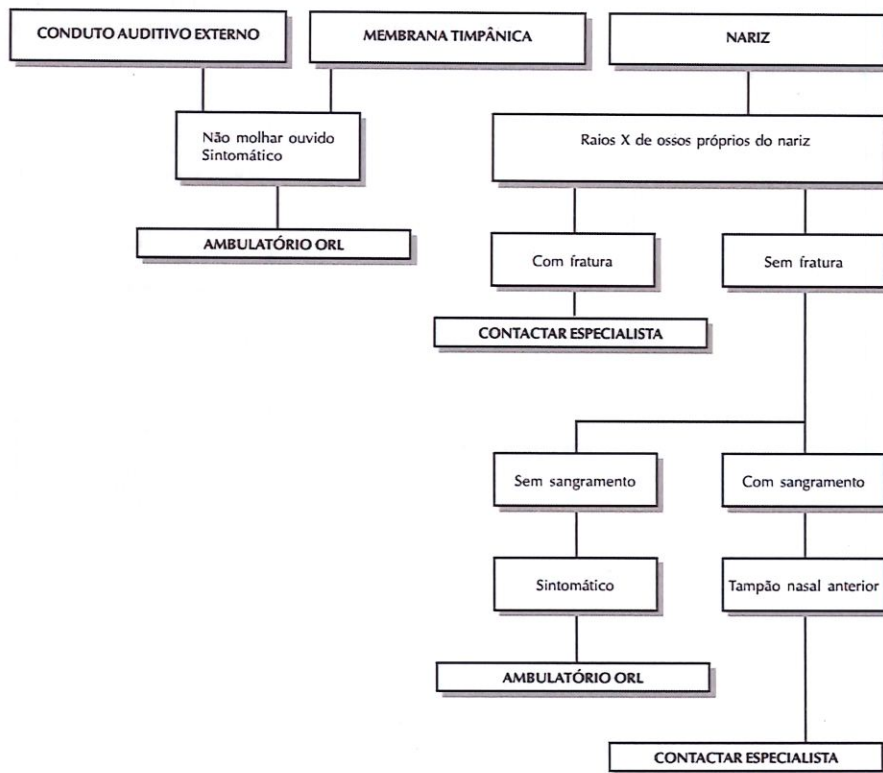 CONDUTO AUDITIVO EXTERNO
MEMBRANA TIMPÂNICA
NARIZ
Não molhar ouvido
Sintomático
Raios X de ossos próprios do nariz
AMBULATÓRIO ORL
Com fratura
Sem fratura
CONTACTAR ESPECIALISTA
Sem sangramento
Com sangramento
Sintomático
Tampão nasal anterior
AMBULATÓRIO ORL
CONTACTAR ESPECIALISTA